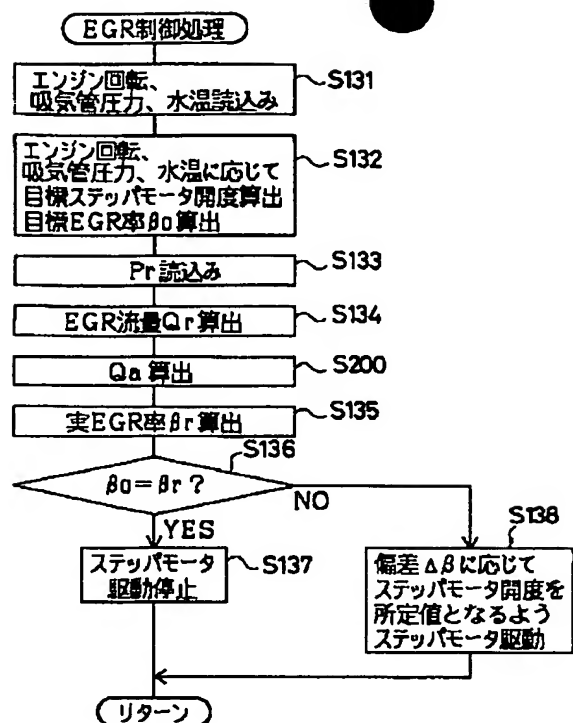 EGR制御処理
エンジン回転、
吸気管圧力、水温読込み
S131
エンジン回転、
吸気管圧力、水温に応じて
目標ステッパモータ開度算出
目標EGR率β0算出
S132
Pr読込み
S133
EGR流量Qr算出
S134
Qa算出
S200
実EGR率βr算出
S135
S136
β0=βr?
NO
YES
ステッパモータ
駆動停止
S137
S138
偏差Δβに応じて
ステッパモータ開度を
所定値となるよう
ステッパモータ駆動
リターン